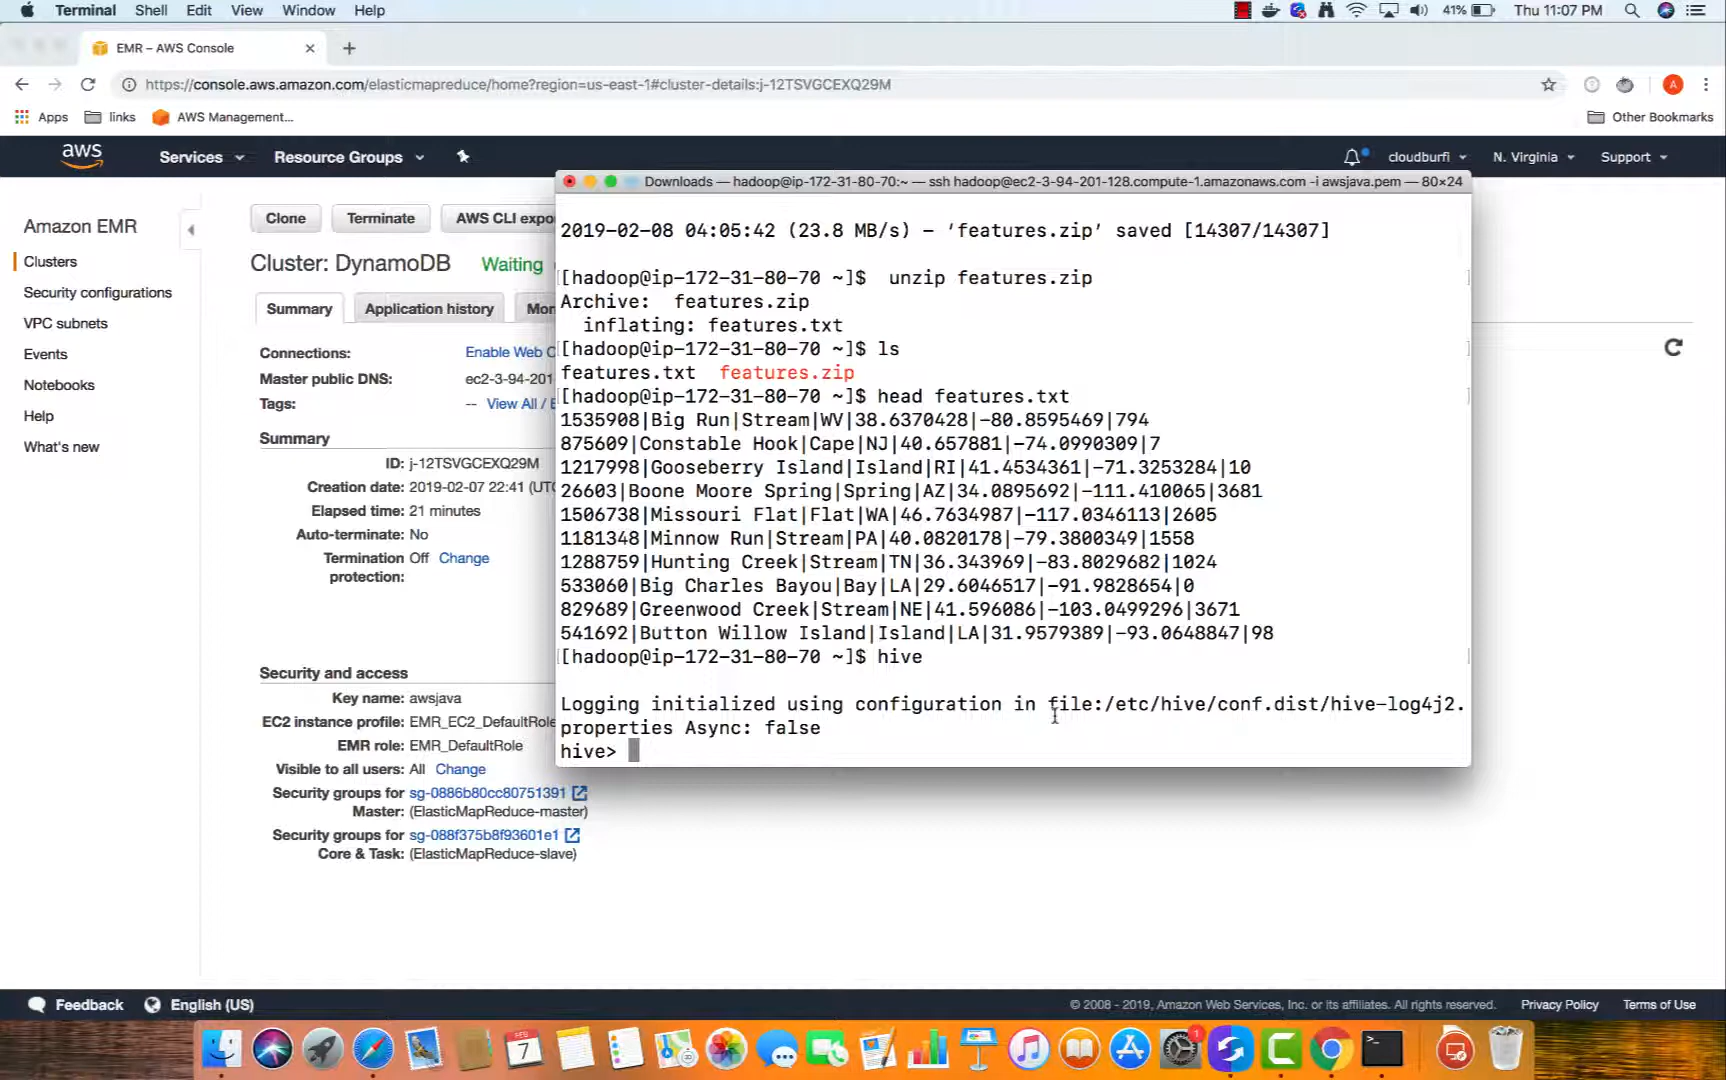 Terminal Shell Edit View Window Help 41% Thu 11:07 PM
EMR – AWS Console
https://console.aws.amazon.com/elasticmapreduce/home?region=us-east-1#cluster-details:j-12TSVGCEXQ29M A
Apps links AWS Management... Other Bookmarks
aws Services Resource Groups cloudburfi N. Virginia Support
Amazon EMR
Clusters
Security configurations
VPC subnets
Events
Notebooks
Help
What's new
Clone Terminate AWS CLI expo
Cluster: DynamoDB Waiting
Summary Application history Mon
Connections: Enable Web C
Master public DNS: ec2-3-94-201
Tags: -- View All / E
Summary
ID: j-12TSVGCEXQ29M
Creation date: 2019-02-07 22:41 (UTC
Elapsed time: 21 minutes
Auto-terminate: No
Termination protection: Off Change
Security and access
Key name: awsjava
EC2 instance profile: EMR_EC2_DefaultRole
EMR role: EMR_DefaultRole
Visible to all users: All Change
Security groups for sg-0886b80cc80751391
Master: (ElasticMapReduce-master)
Security groups for sg-088f375b8f93601e1
Core & Task: (ElasticMapReduce-slave)
Downloads — hadoop@ip-172-31-80-70:~ — ssh hadoop@ec2-3-94-201-128.compute-1.amazonaws.com -i awsjava.pem — 80×24
2019-02-08 04:05:42 (23.8 MB/s) – ‘features.zip’ saved [14307/14307]
[hadoop@ip-172-31-80-70 ~]$  unzip features.zip
Archive:  features.zip
inflating: features.txt
[hadoop@ip-172-31-80-70 ~]$ ls
features.txt  features.zip
[hadoop@ip-172-31-80-70 ~]$ head features.txt
1535908|Big Run|Stream|WV|38.6370428|-80.8595469|794
875609|Constable Hook|Cape|NJ|40.657881|-74.0990309|7
1217998|Gooseberry Island|Island|RI|41.4534361|-71.3253284|10
26603|Boone Moore Spring|Spring|AZ|34.0895692|-111.410065|3681
1506738|Missouri Flat|Flat|WA|46.7634987|-117.0346113|2605
1181348|Minnow Run|Stream|PA|40.0820178|-79.3800349|1558
1288759|Hunting Creek|Stream|TN|36.343969|-83.8029682|1024
533060|Big Charles Bayou|Bay|LA|29.6046517|-91.9828654|0
829689|Greenwood Creek|Stream|NE|41.596086|-103.0499296|3671
541692|Button Willow Island|Island|LA|31.9579389|-93.0648847|98
[hadoop@ip-172-31-80-70 ~]$ hive
Logging initialized using configuration in file:/etc/hive/conf.dist/hive-log4j2.
properties Async: false
hive>
Feedback English (US) © 2008 - 2019, Amazon Web Services, Inc. or its affiliates. All rights reserved. Privacy Policy Terms of Use
FEB
7
1